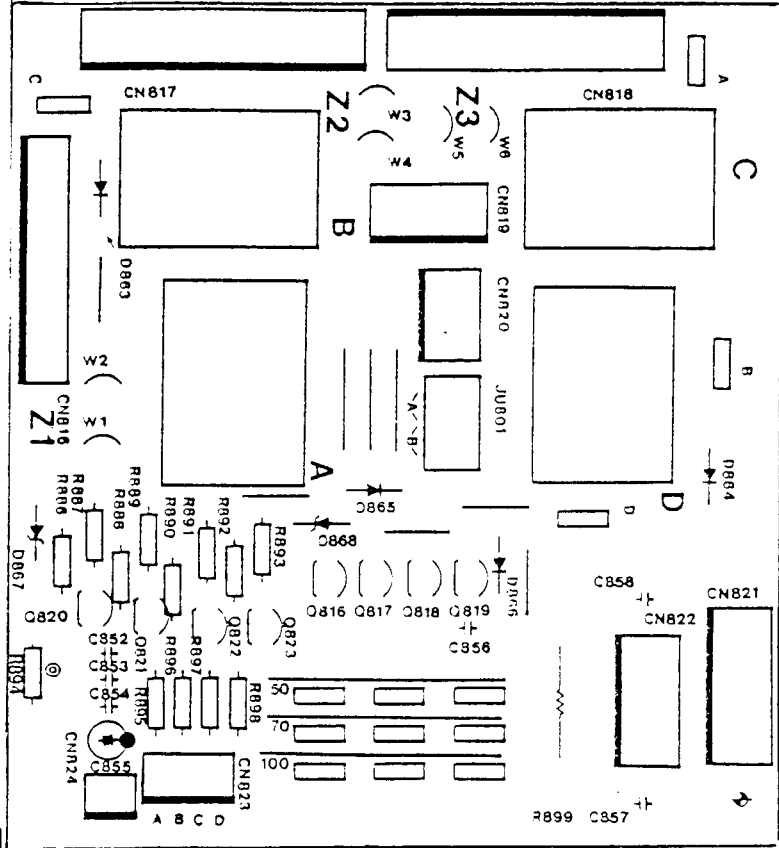 C
A
CN817
CN818
Z2
Z3
W3
W4
W5
W6
C
B
CN819
D863
CN820
B
W2
CN816
Z1
W1
JU801
A
B
A
D865
D868
D884
D
D
R886
R887
R888
R889
R890
R891
R892
R893
D867
D866
Q820
Q821
Q822
Q823
Q816
Q817
Q818
Q819
C856
C858
CN821
CN822
C852
C853
C854
R894
R895
R896
R897
R898
50
70
100
CN824
C855
CN823
A B C D
R899
C857